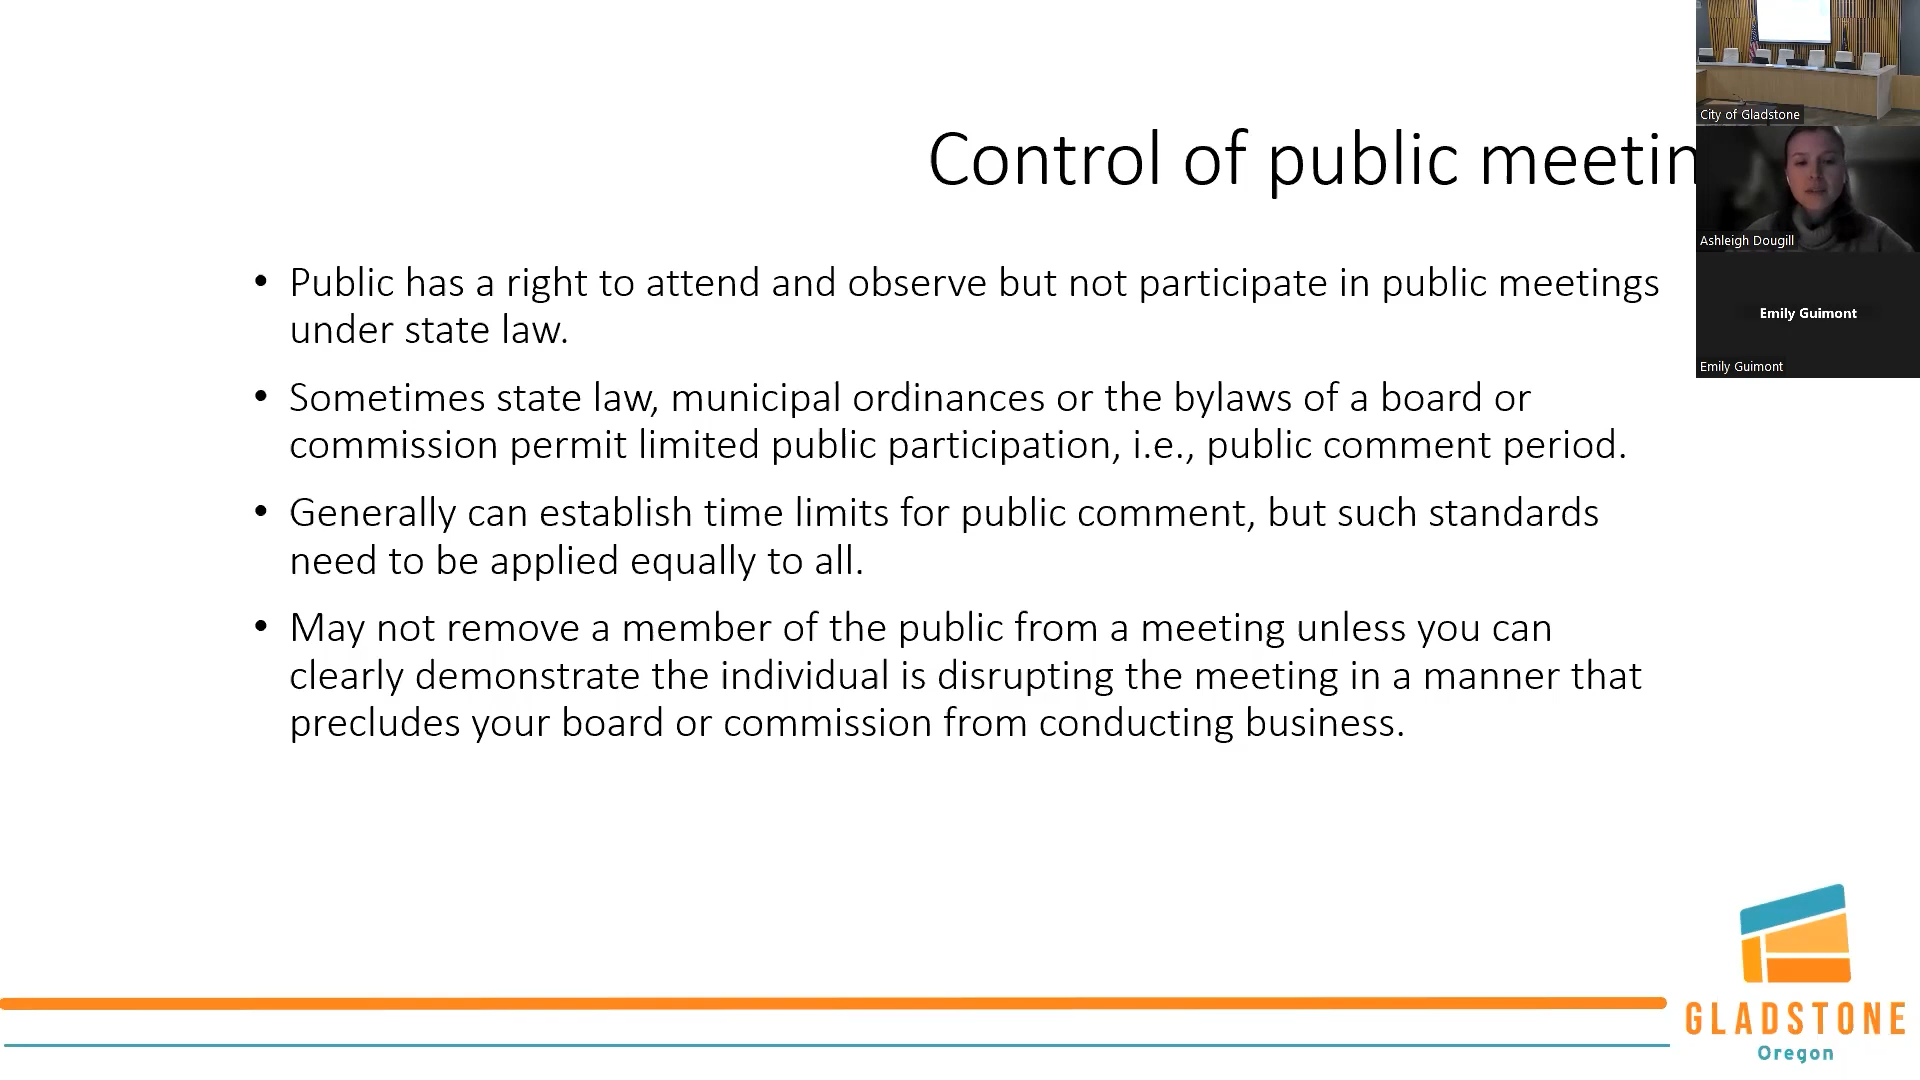 Control of public meetin
• Public has a right to attend and observe but not participate in public meetings
under state law.
• Sometimes state law, municipal ordinances or the bylaws of a board or
commission permit limited public participation, i.e., public comment period.
• Generally can establish time limits for public comment, but such standards
need to be applied equally to all.
• May not remove a member of the public from a meeting unless you can
clearly demonstrate the individual is disrupting the meeting in a manner that
precludes your board or commission from conducting business.
City of Gladstone
Ashleigh Dougill
Emily Guimont
Emily Guimont
GLADSTONE
Oregon